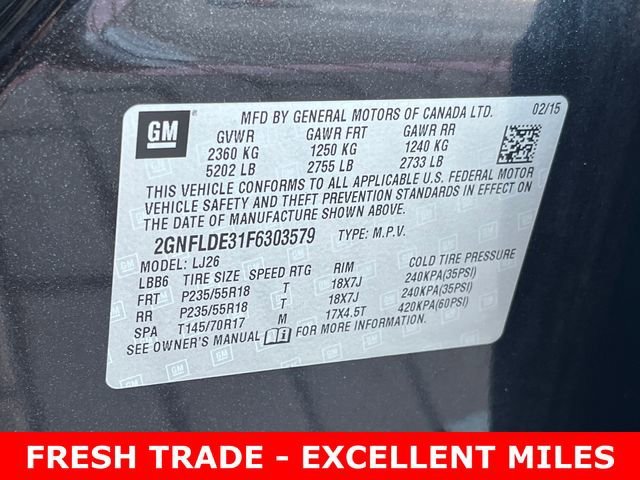 GM
MFD BY GENERAL MOTORS OF CANADA LTD. 02/15
GVWR GAWR FRT GAWR RR
2360 KG 1250 KG 1240 KG
5202 LB 2755 LB 2733 LB
THIS VEHICLE CONFORMS TO ALL APPLICABLE U.S. FEDERAL MOTOR
VEHICLE SAFETY AND THEFT PREVENTION STANDARDS IN EFFECT ON
THE DATE OF MANUFACTURE SHOWN ABOVE.
2GNFLDE31F6303579 TYPE: M.P.V.
MODEL: LJ26
LBB6 TIRE SIZE SPEED RTG RIM COLD TIRE PRESSURE
FRT P235/55R18 T 18X7J 240KPA(35PSI)
RR P235/55R18 T 18X7J 240KPA(35PSI)
SPA T145/70R17 M 17X4.5T 420KPA(60PSI)
SEE OWNER'S MANUAL FOR MORE INFORMATION.
FRESH TRADE - EXCELLENT MILES